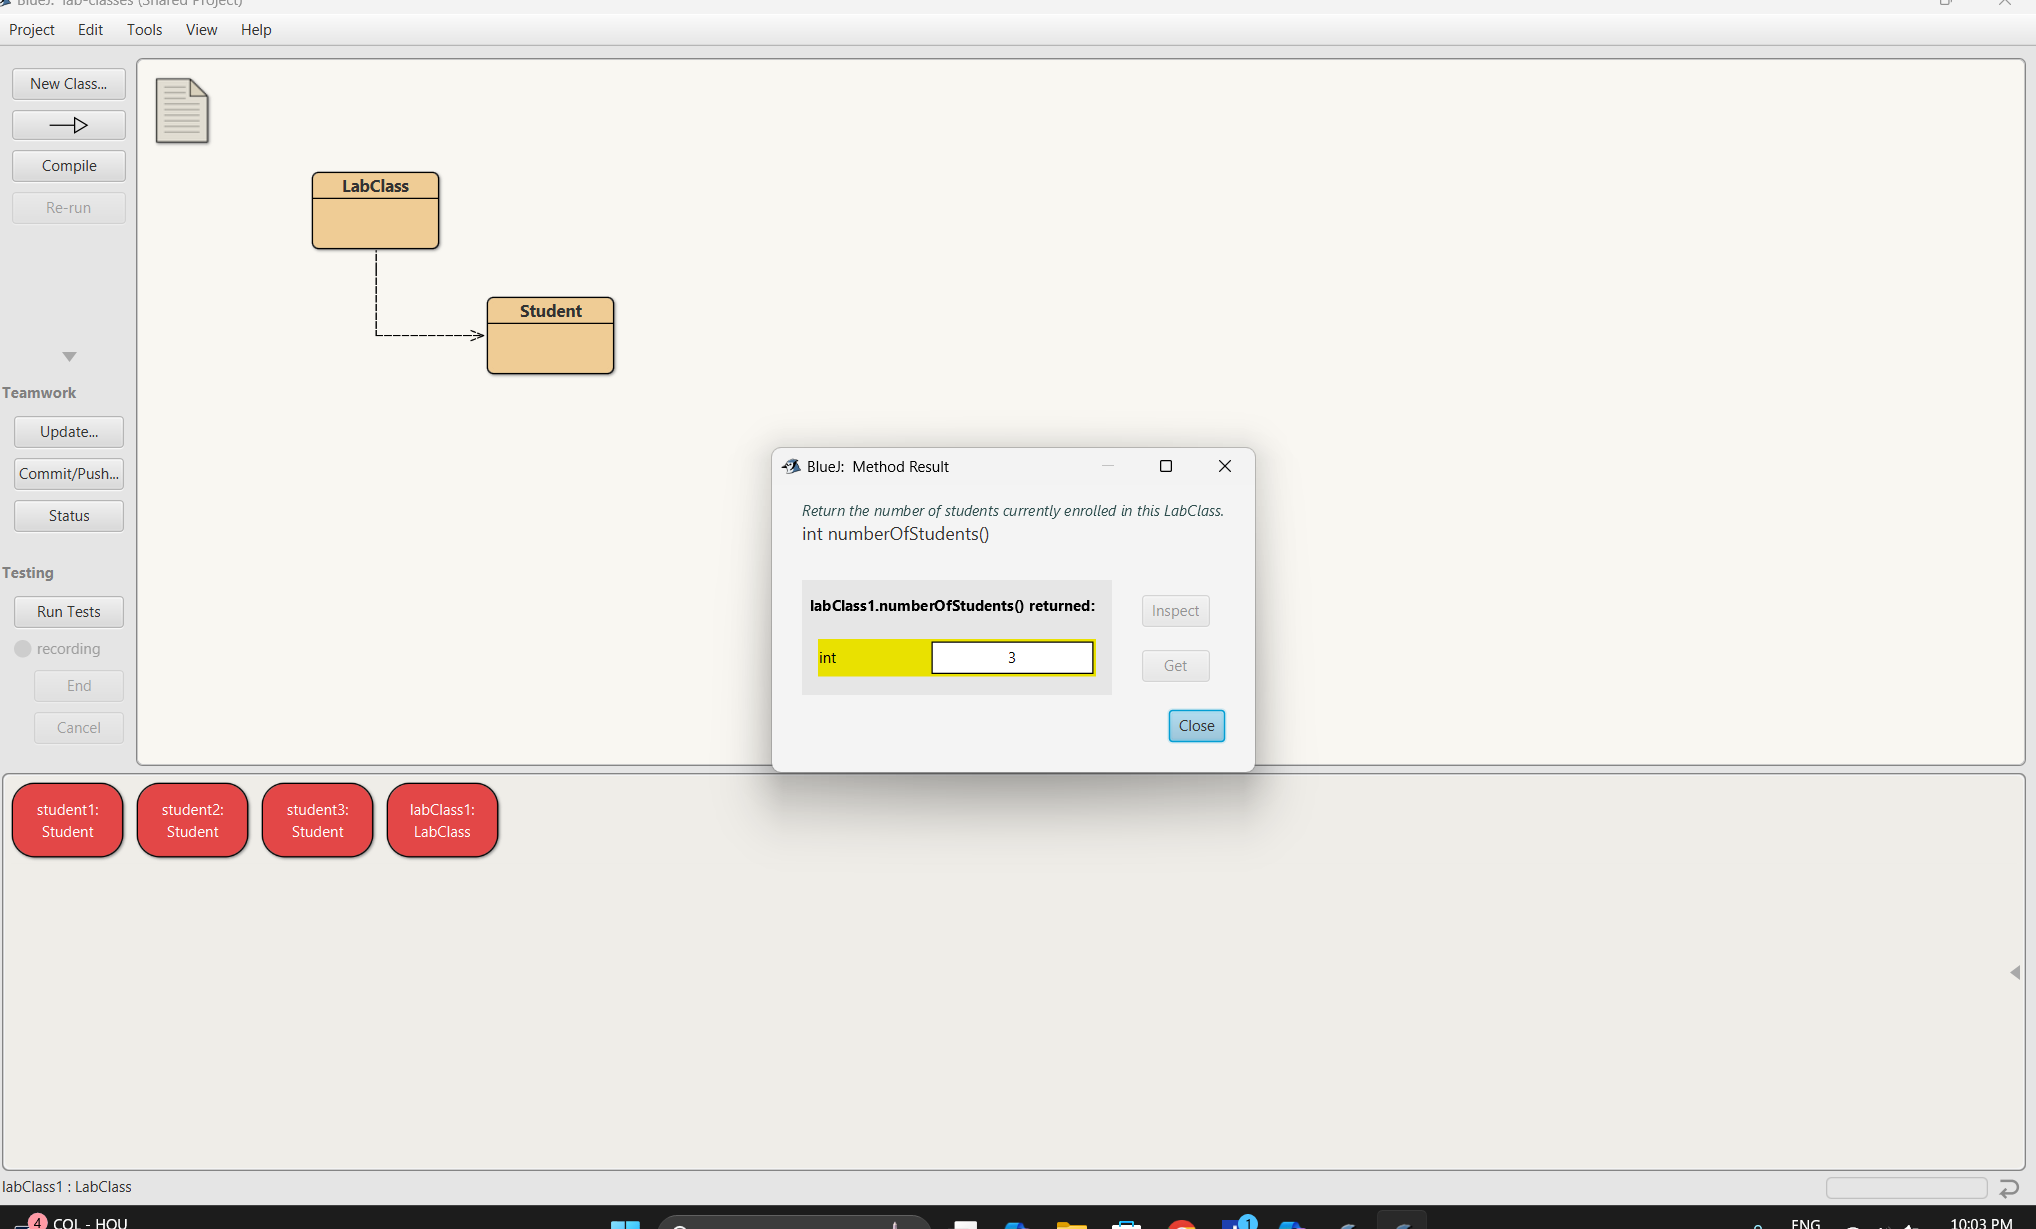 BlueJ: lab-classes (Shared Project)
Project Edit Tools View Help
New Class...
Compile
Re-run
Teamwork
Update...
Commit/Push...
Status
Testing
Run Tests
recording
End
Cancel
LabClass
Student
BlueJ: Method Result
Return the number of students currently enrolled in this LabClass.
int numberOfStudents()
labClass1.numberOfStudents() returned:
int 3
Inspect
Get
Close
student1:
Student
student2:
Student
student3:
Student
labClass1:
LabClass
labClass1 : LabClass
4 COL - HOU
1
ENG
10:03 PM